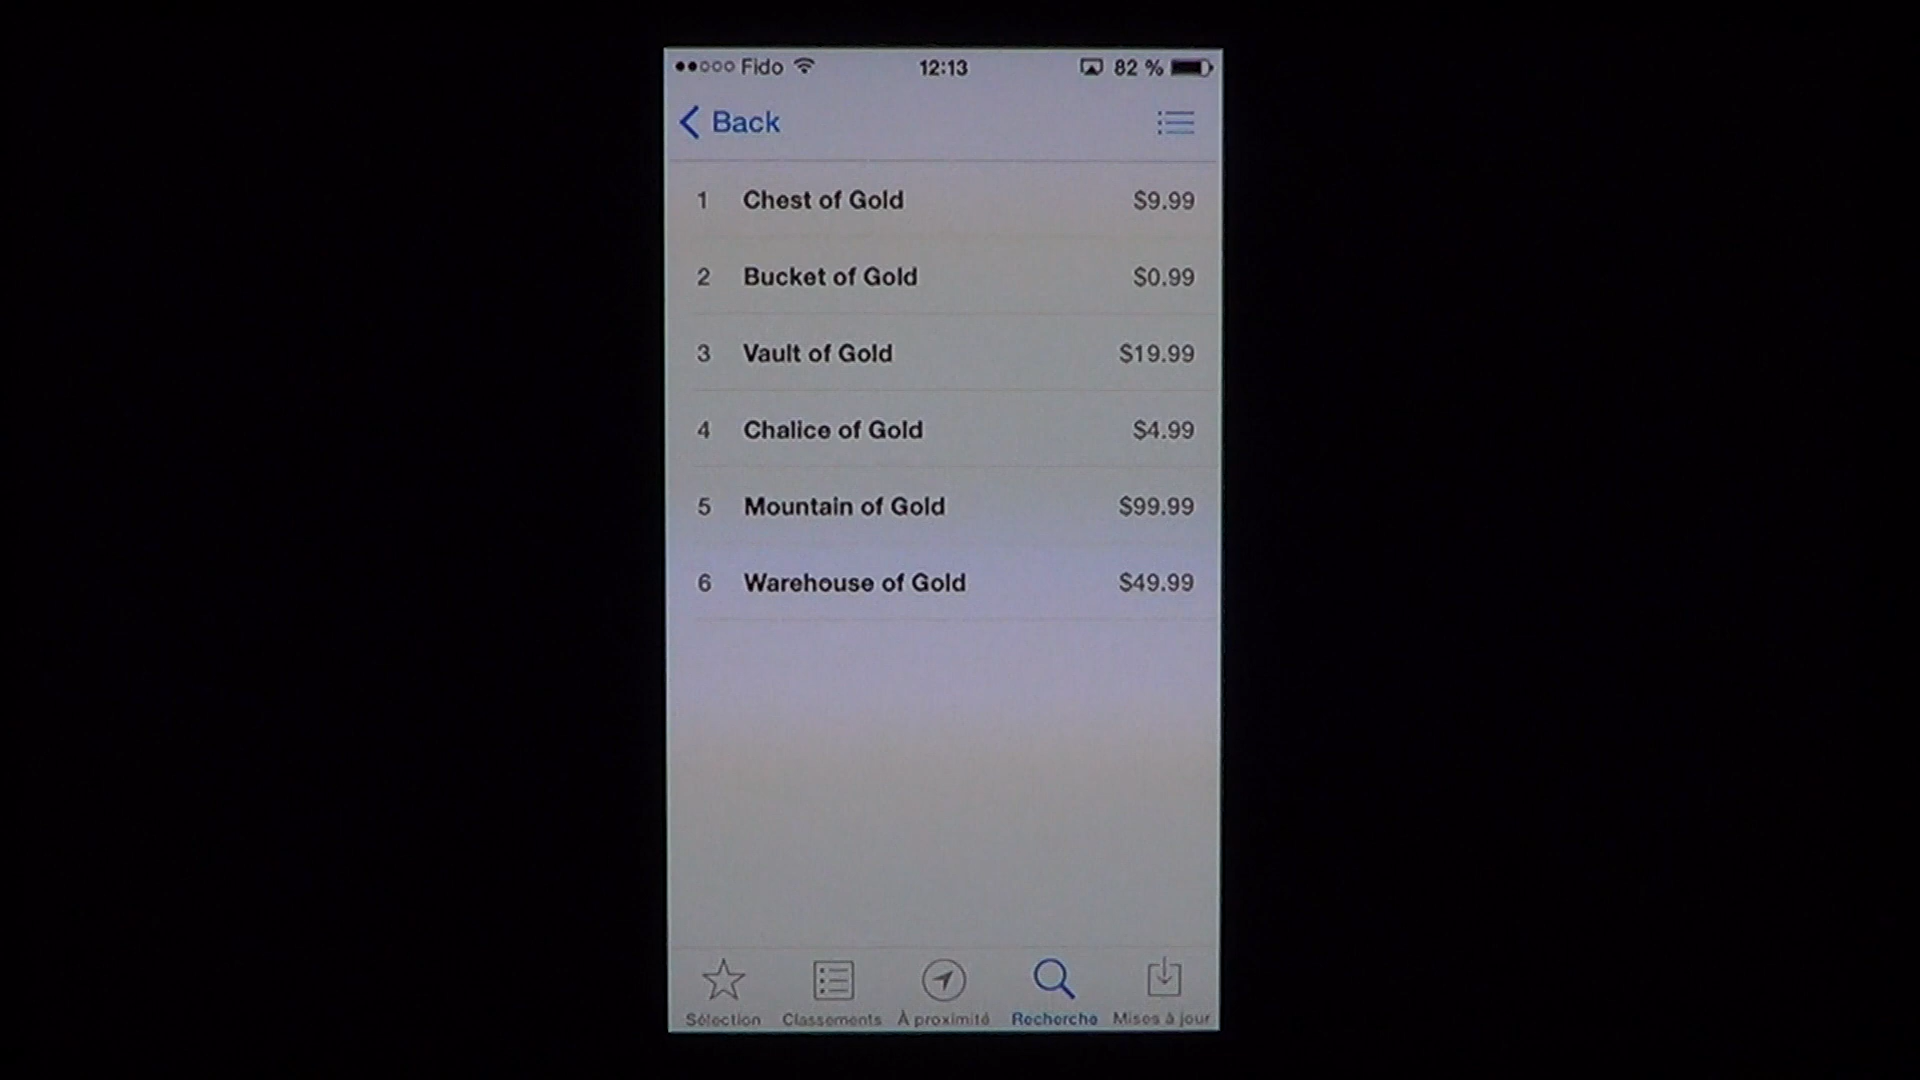 Fido 12:13 82 %
Back
1 Chest of Gold $9.99
2 Bucket of Gold $0.99
3 Vault of Gold $19.99
4 Chalice of Gold $4.99
5 Mountain of Gold $99.99
6 Warehouse of Gold $49.99
Sélection Classements À proximité Recherche Mises à jour